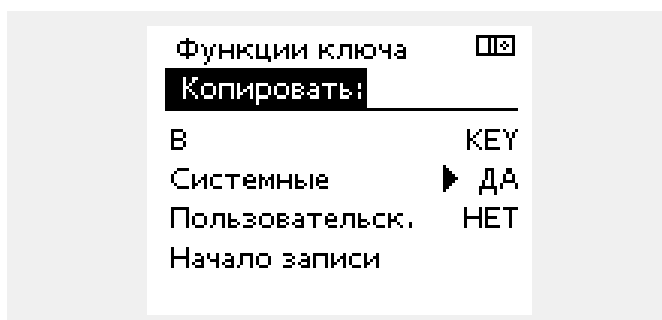 Функции ключа
Копировать:
В KEY
Системные ▶ ДА
Пользовательск. НЕТ
Начало записи